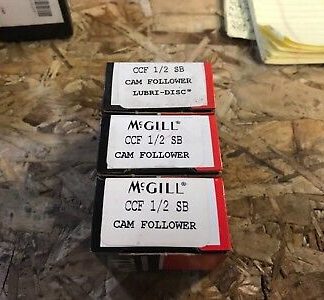 CCF 1/2 SB
CAM FOLLOWER
LUBRI-DISC®
McGILL®
CCF 1/2 SB
CAM FOLLOWER
McGILL®
CCF 1/2 SB
CAM FOLLOWER